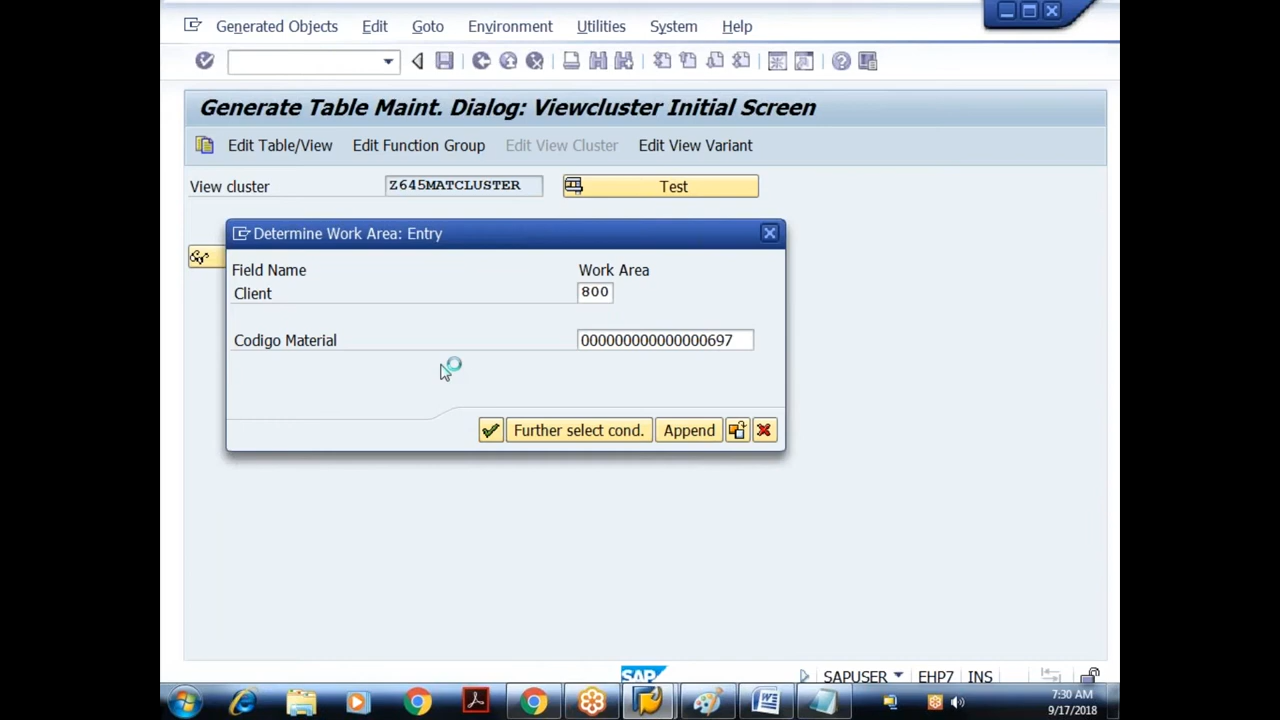 Generated Objects Edit Goto Environment Utilities System Help
Generate Table Maint. Dialog: Viewcluster Initial Screen
Edit Table/View Edit Function Group Edit View Cluster Edit View Variant
View cluster Z645MATCLUSTER Test
Determine Work Area: Entry
Field Name Work Area
Client 800
Codigo Material 000000000000000697
Further select cond. Append
SAP SAPUSER EHP7 INS
7:30 AM
9/17/2018